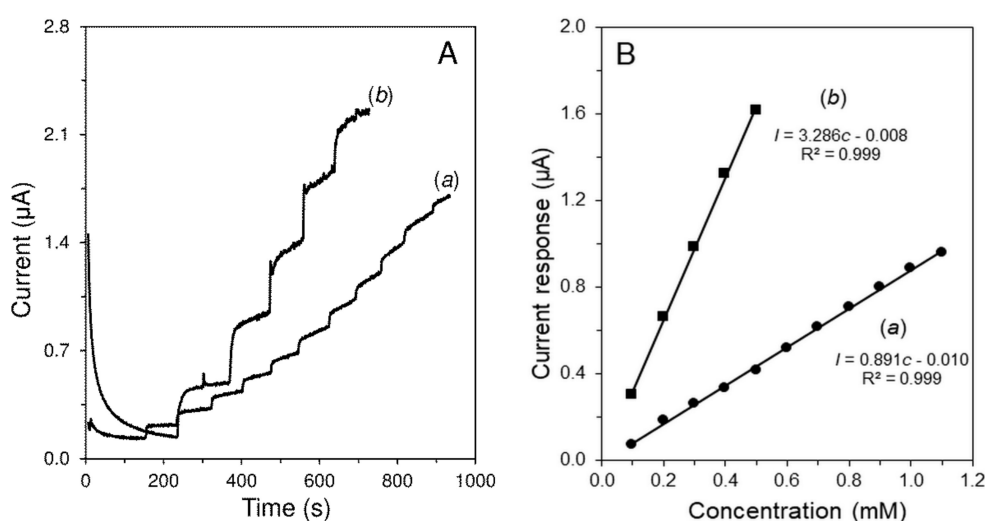 A
2.8
2.1
1.4
0.7
0.0
Current (μA)
(b)
(a)
0
200
400
600
800
1000
Time (s)
B
2.0
1.6
1.2
0.8
0.4
0.0
Current response (μA)
(b)
I = 3.286c - 0.008
R² = 0.999
(a)
I = 0.891c - 0.010
R² = 0.999
0.0
0.2
0.4
0.6
0.8
1.0
1.2
Concentration (mM)